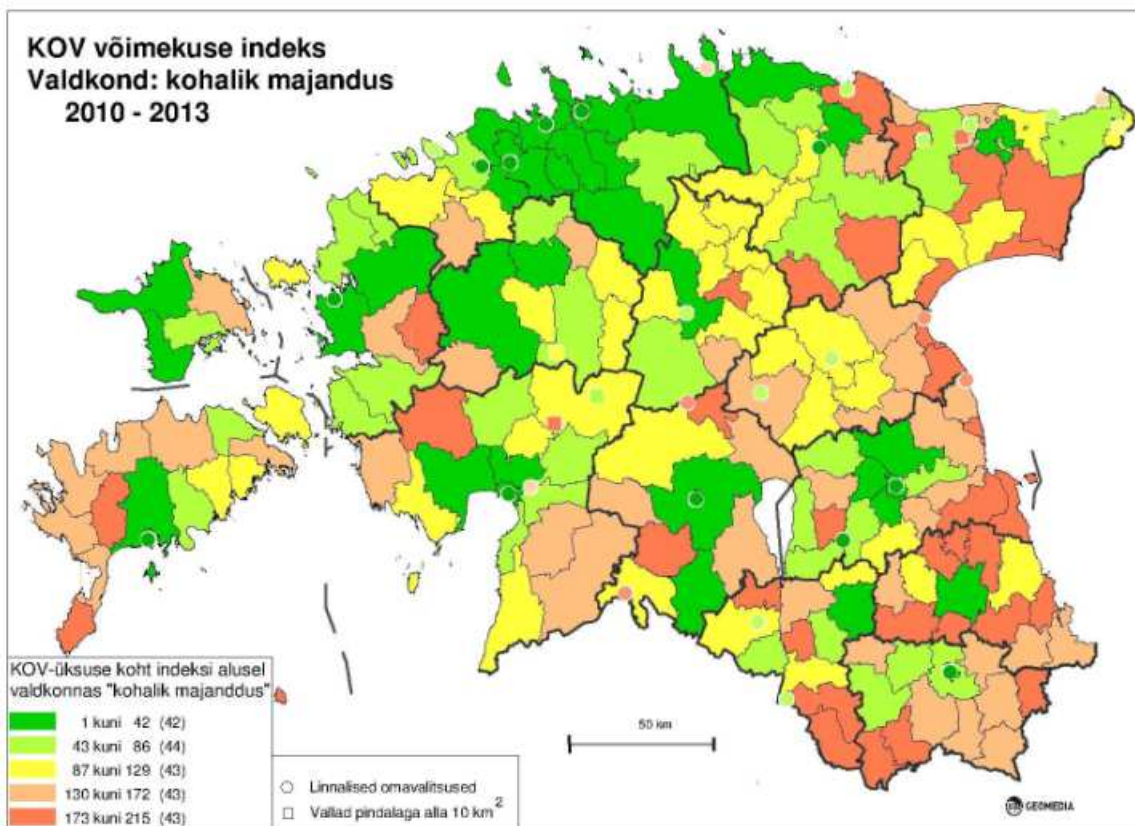 KOV võimekuse indeks
Valdkond: kohalik majandus
2010 - 2013
KOV-üksuse koht indeksi alusel
valdkonnas "kohalik majanddus"
1 kuni 42 (42)
43 kuni 86 (44)
87 kuni 129 (43)
130 kuni 172 (43)
173 kuni 215 (43)
Linnalised omavalitsused
Vallad pindalaga alla 10 km²
50 km
GEOMEDIA